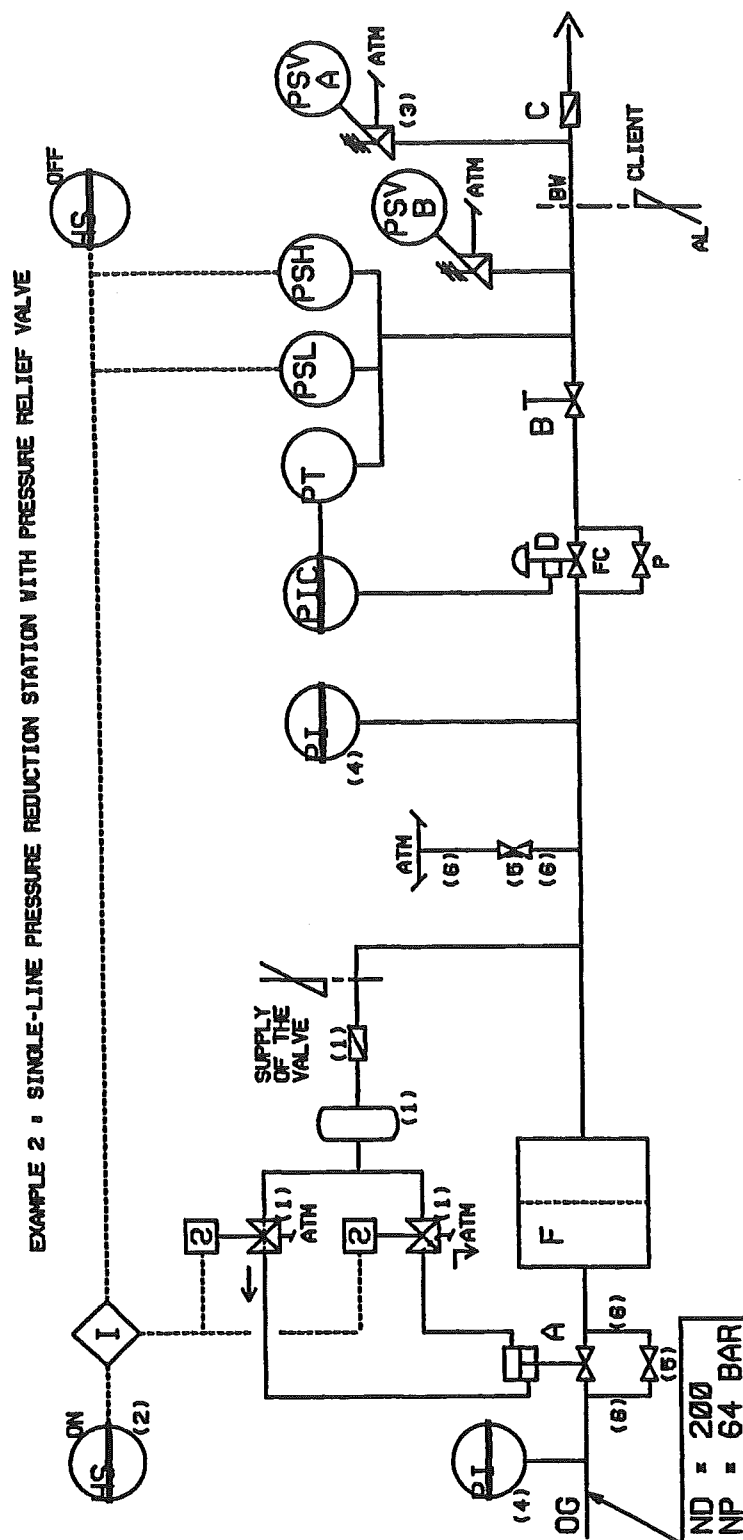 EXAMPLE 2 : SINGLE-LINE PRESSURE REDUCTION STATION WITH PRESSURE RELIEF VALVE
HS
ON
(2)
I
HS
OFF
S
(1)
ATM
S
(1)
ATM
(1)
SUPPLY
OF THE
VALVE
(1)
PI
(4)
OG
A
(6)
(6)
(5)
F
ND = 200
NP = 64 BAR
ATM
(6)
(5)
(6)
PI
(4)
PIC
PT
PSL
PSH
D
FC
P
B
PSV
B
ATM
PSV
A
ATM
(3)
BW
C
CLIENT
AL